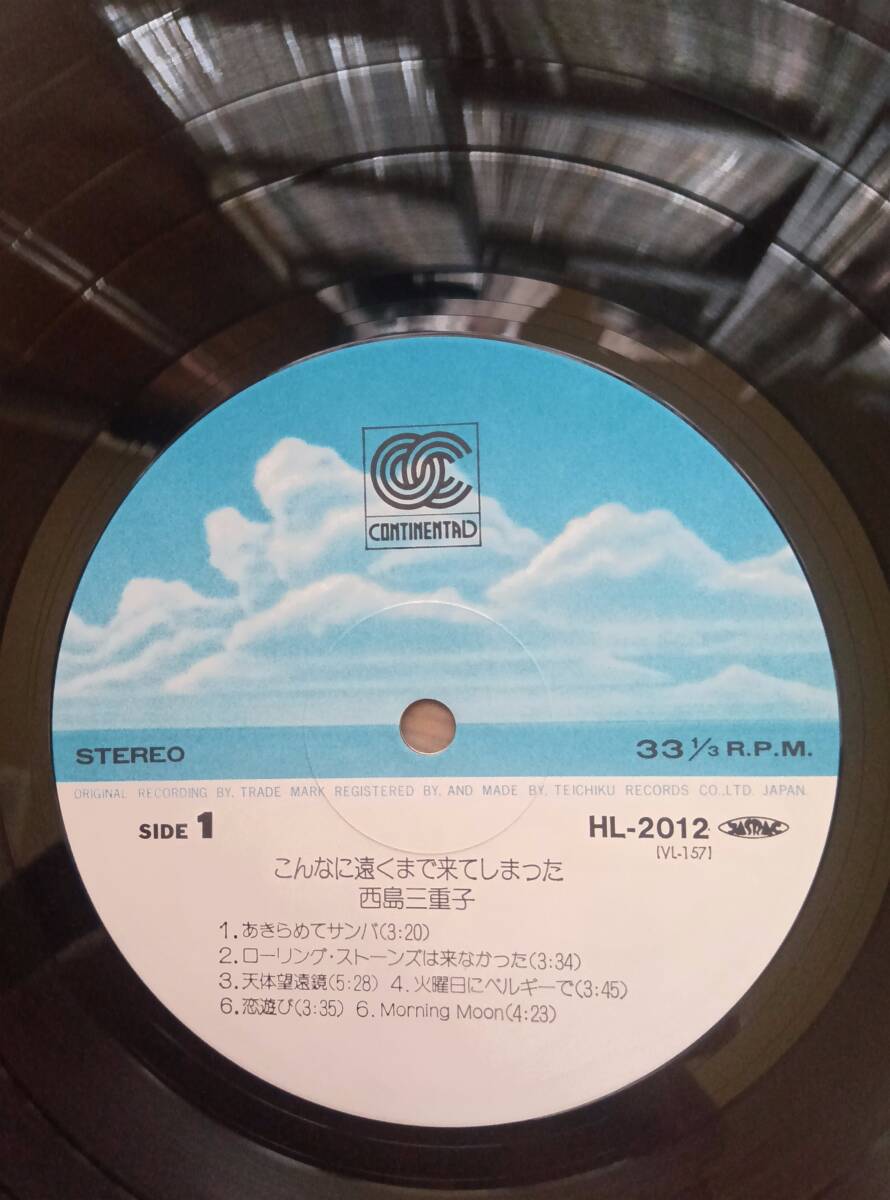 CONTINENTAL
STEREO
33 1/3 R.P.M.
ORIGINAL RECORDING BY. TRADE MARK REGISTERED BY. AND MADE BY. TEICHIKU RECORDS CO.,LTD. JAPAN.
SIDE 1
HL-2012 JASRAC
[VL-157]
こんなに遠くまで来てしまった
西島三重子
1.あきらめてサンバ(3:20)
2.ローリング・ストーンズは来なかった(3:34)
3.天体望遠鏡(5:28) 4.火曜日にベルギーで(3:45)
6.恋遊び(3:35) 6.Morning Moon(4:23)